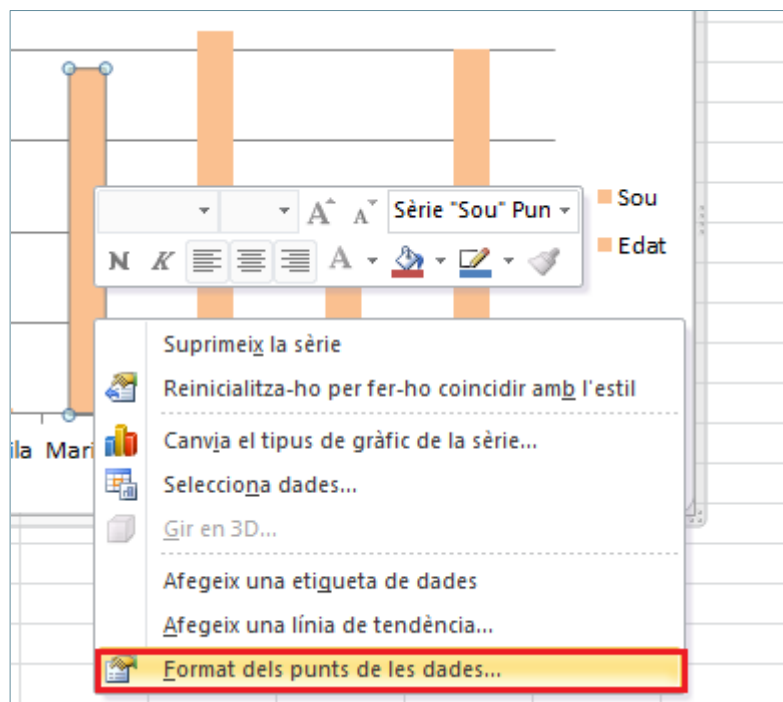 Sèrie "Sou" Pun
N K A
Sou
Edat
ila Mari
Suprimeix la sèrie
Reinicialitza-ho per fer-ho coincidir amb l'estil
Canvia el tipus de gràfic de la sèrie...
Selecciona dades...
Gir en 3D...
Afegeix una etiqueta de dades
Afegeix una línia de tendència...
Format dels punts de les dades...